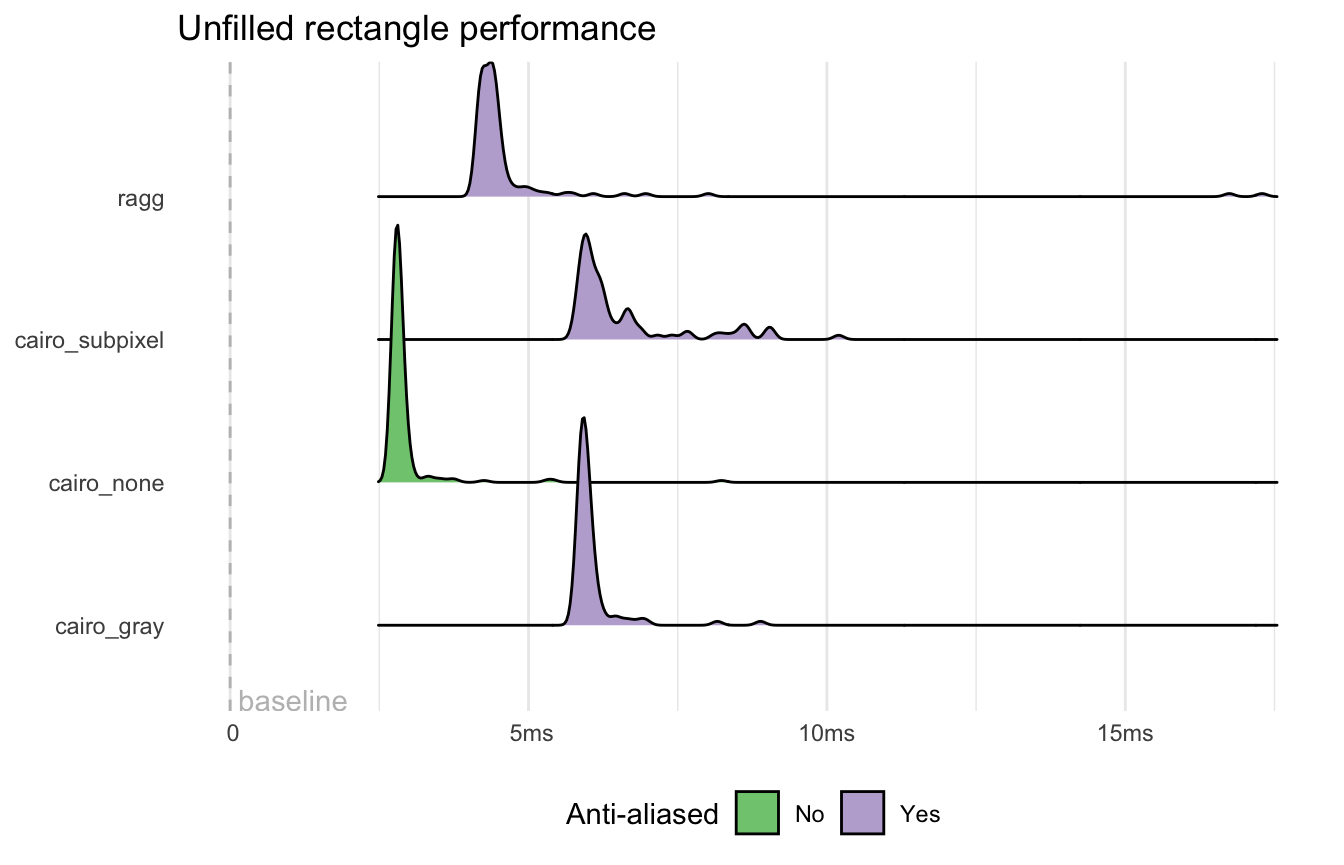 Unfilled rectangle performance
ragg
cairo_subpixel
cairo_none
cairo_gray
baseline
0 5ms 10ms 15ms
Anti-aliased No Yes